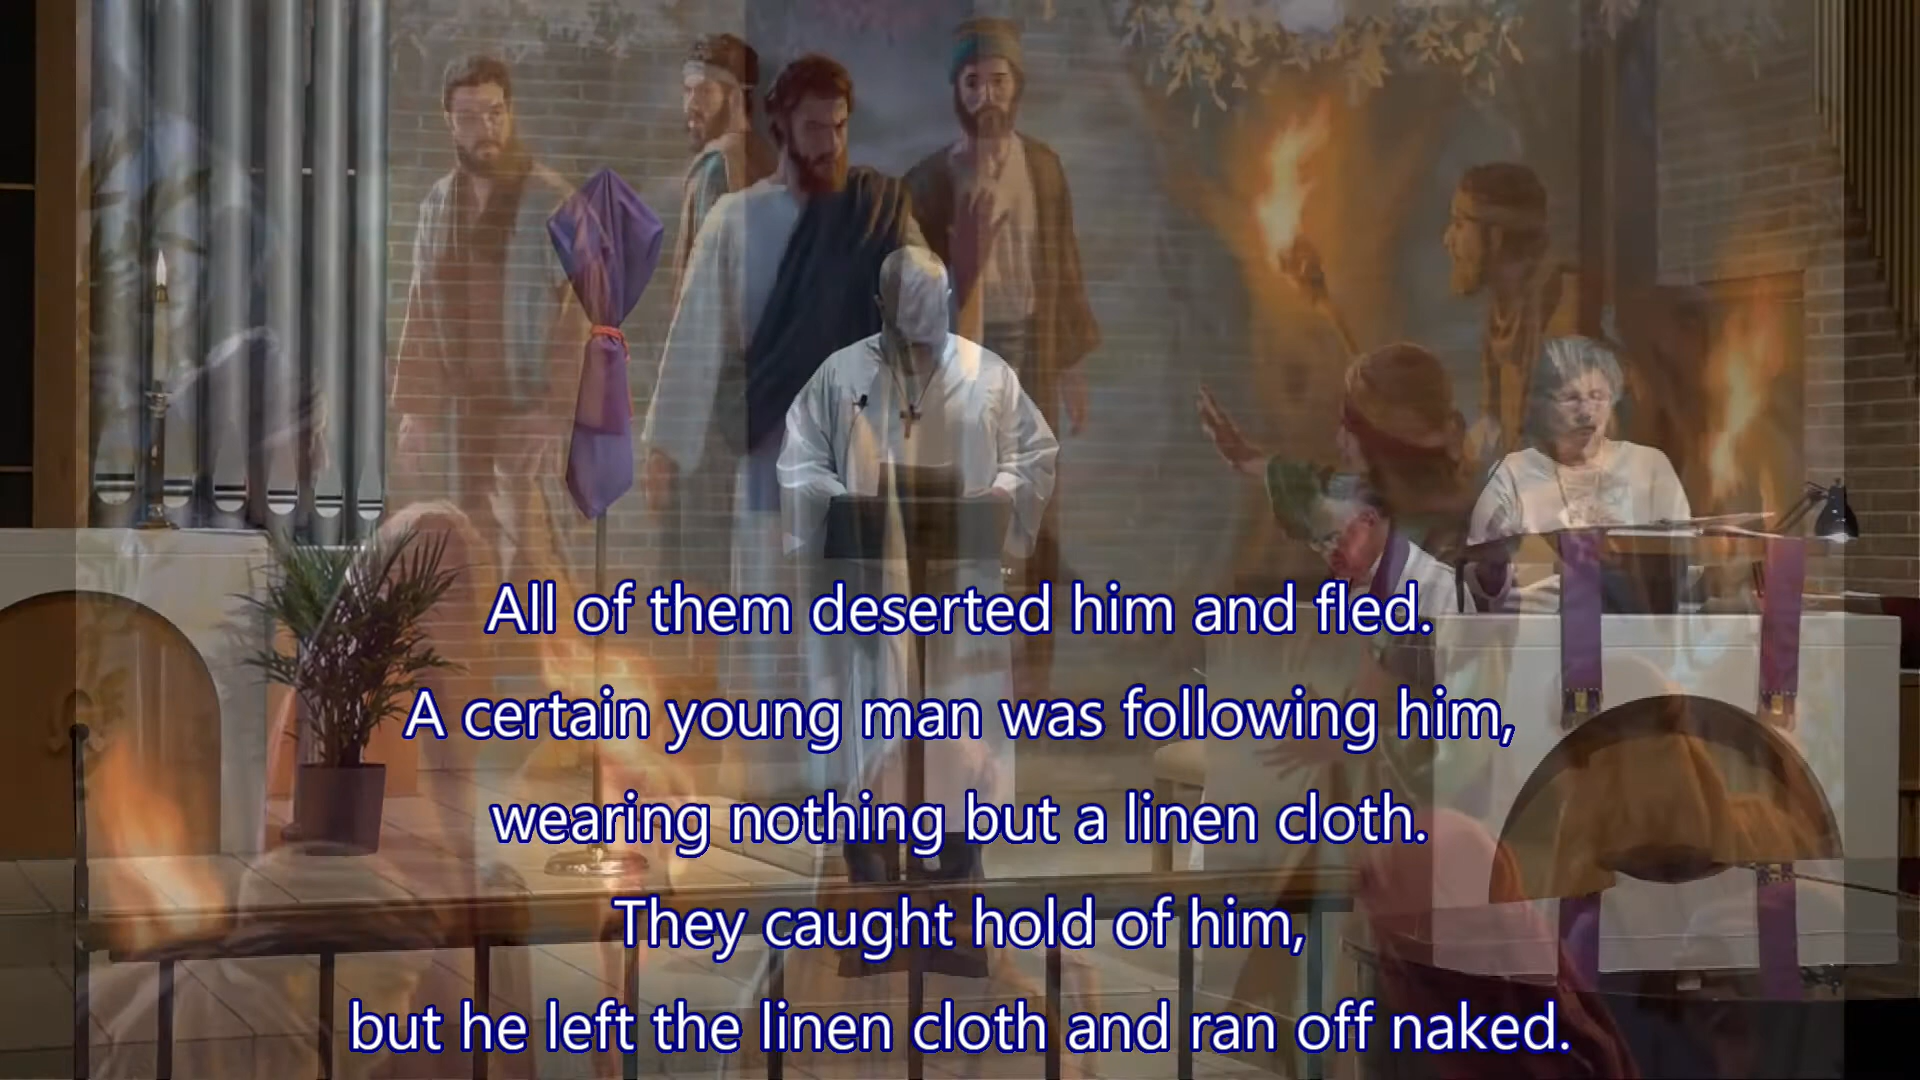 All of them deserted him and fled.
A certain young man was following him,
wearing nothing but a linen cloth.
They caught hold of him,
but he left the linen cloth and ran off naked.